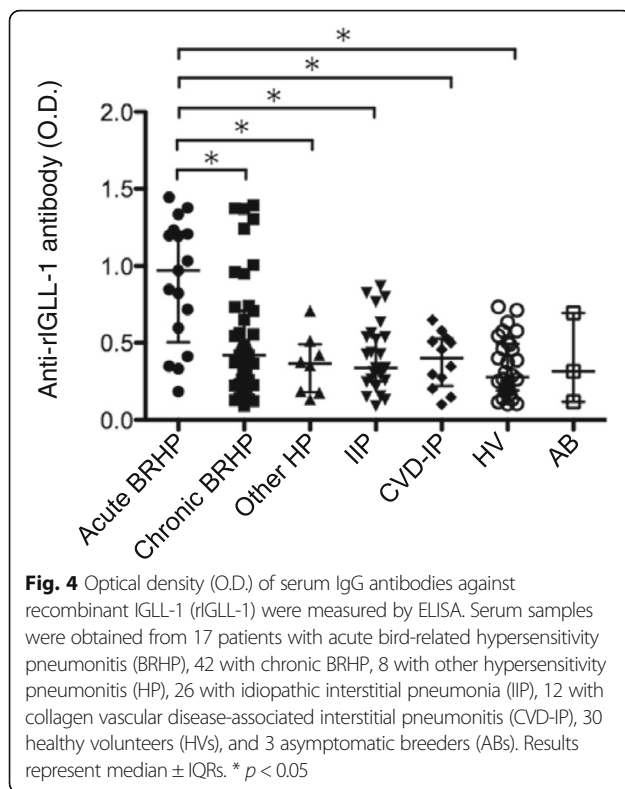 *
*
*
*
*
2.0
1.5
1.0
0.5
0.0
Anti-rIGLL-1 antibody (O.D.)
Acute BRHP
Chronic BRHP
Other HP
IIP
CVD-IP
HV
AB
Fig. 4 Optical density (O.D.) of serum IgG antibodies against
recombinant IGLL-1 (rIGLL-1) were measured by ELISA. Serum samples
were obtained from 17 patients with acute bird-related hypersensitivity
pneumonitis (BRHP), 42 with chronic BRHP, 8 with other hypersensitivity
pneumonitis (HP), 26 with idiopathic interstitial pneumonia (IIP), 12 with
collagen vascular disease-associated interstitial pneumonitis (CVD-IP), 30
healthy volunteers (HVs), and 3 asymptomatic breeders (ABs). Results
represent median ± IQRs. * p < 0.05